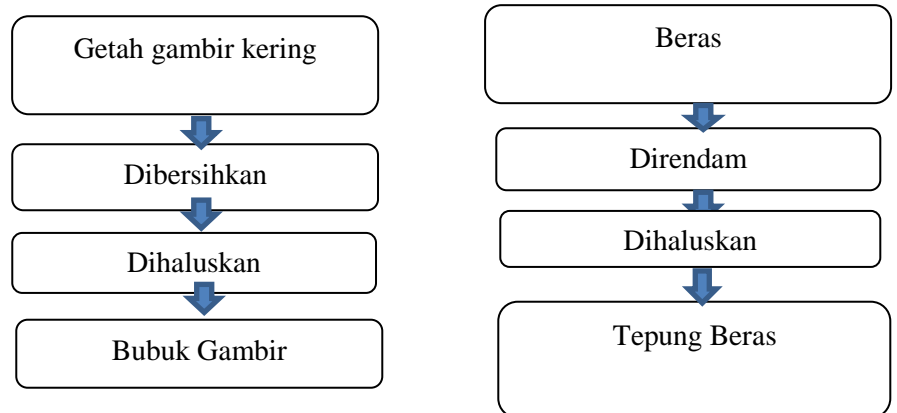 Getah gambir kering
Dibersihkan
Dihaluskan
Bubuk Gambir
Beras
Direndam
Dihaluskan
Tepung Beras